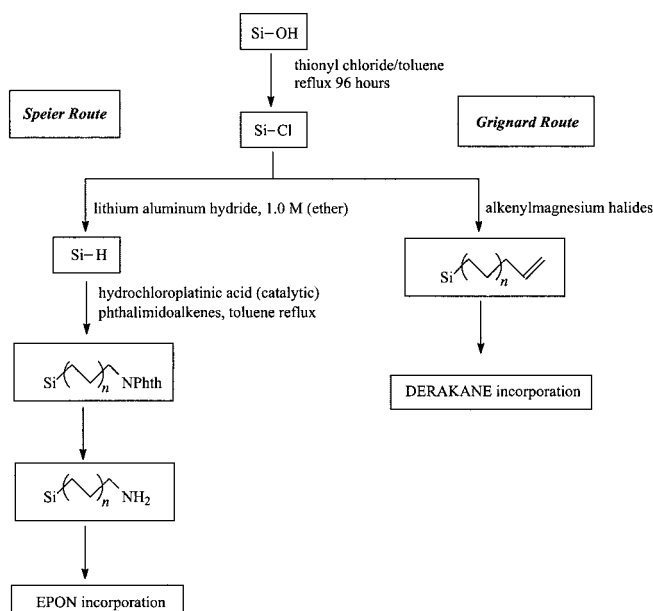 Si–OH
thionyl chloride/toluene
reflux 96 hours
Speier Route
Grignard Route
Si–Cl
lithium aluminum hydride, 1.0 M (ether)
alkenylmagnesium halides
Si–H
Si ( ) n
hydrochloroplatinic acid (catalytic)
phthalimidoalkenes, toluene reflux
Si ( ) n NPhth
DERAKANE incorporation
Si ( ) n NH2
EPON incorporation